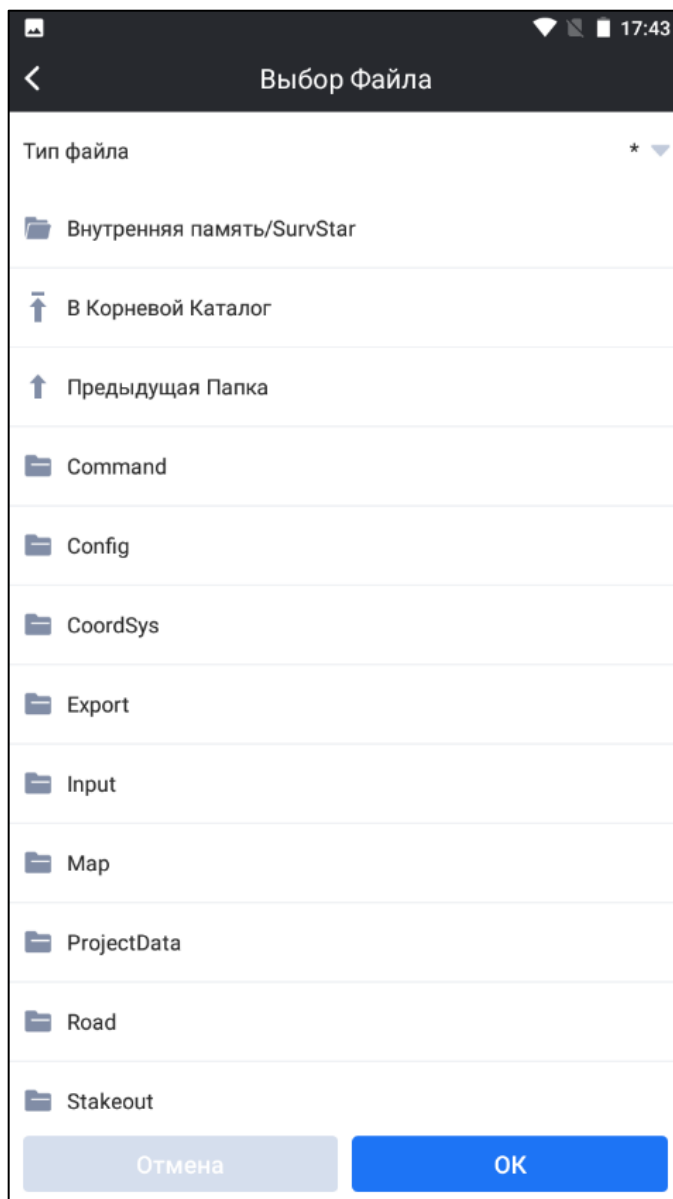 17:43
Выбор Файла
Тип файла *
Внутренняя память/SurvStar
В Корневой Каталог
Предыдущая Папка
Command
Config
CoordSys
Export
Input
Map
ProjectData
Road
Stakeout
Отмена OK